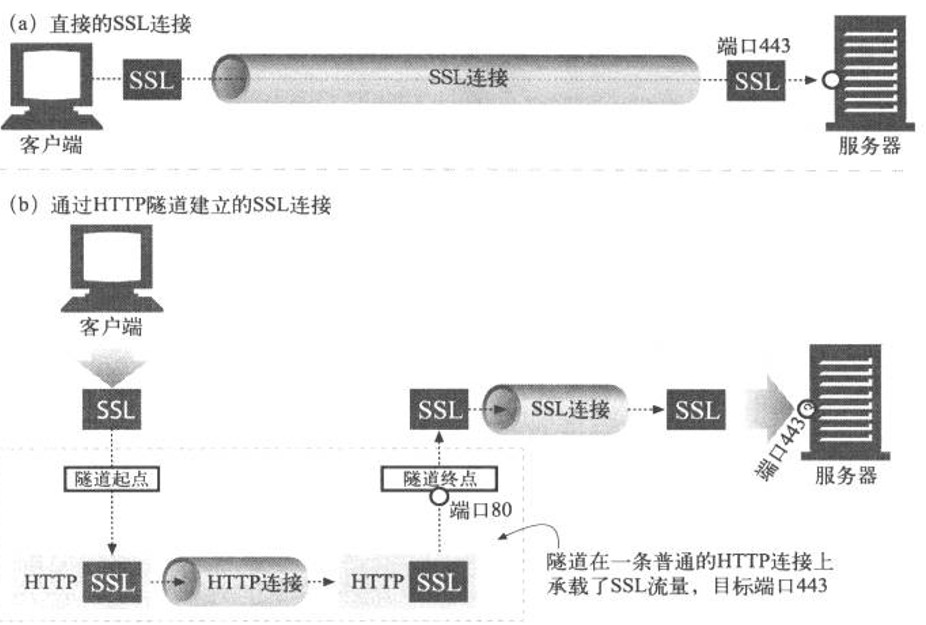 (a) 直接的SSL连接
端口443
SSL
SSL连接
SSL
客户端
服务器
(b) 通过HTTP隧道建立的SSL连接
客户端
SSL
SSL
SSL连接
SSL
端口443
服务器
隧道起点
隧道终点
端口80
HTTP SSL
HTTP连接
HTTP SSL
隧道在一条普通的HTTP连接上
承载了SSL流量，目标端口443